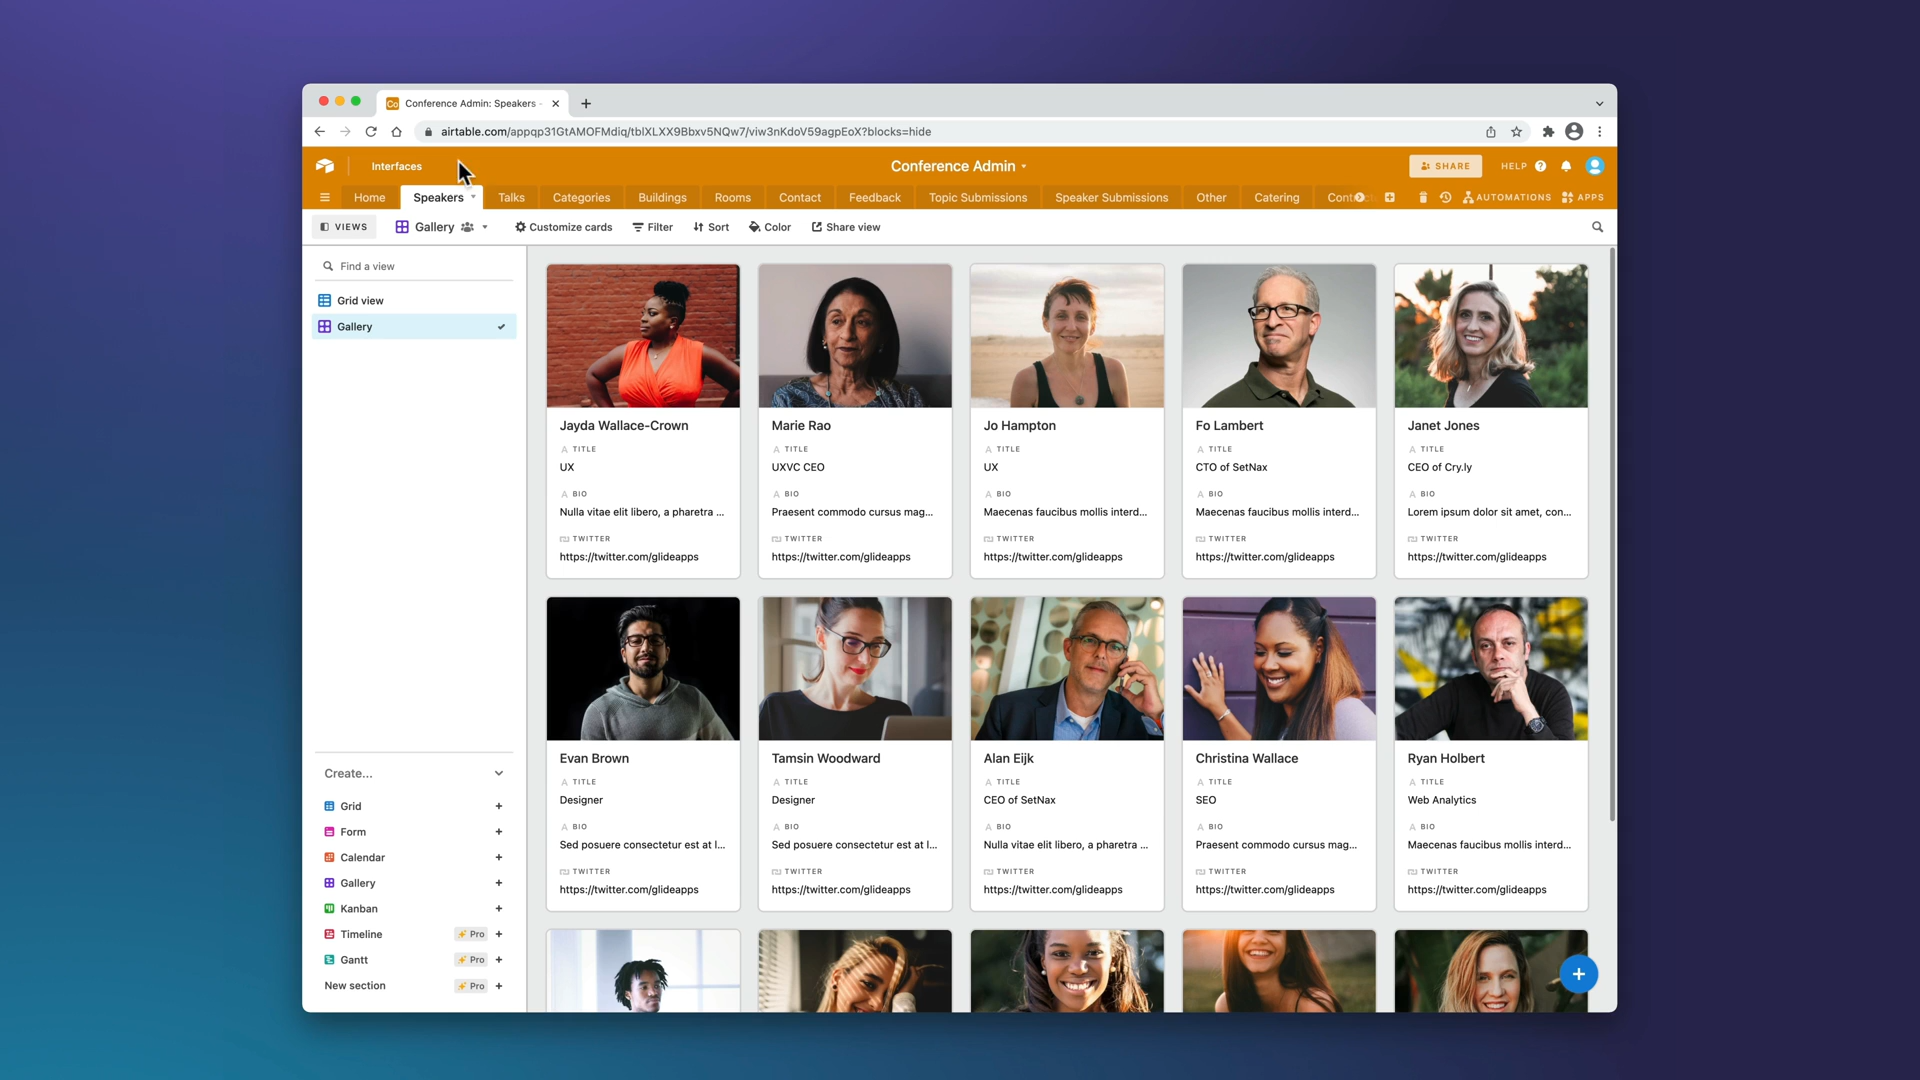 Co Conference Admin: Speakers -
airtable.com/appqp31GtAMOFMdiq/tblXLXX9Bbxv5NQw7/viw3nKdoV59agpEoX?blocks=hide
Interfaces
Conference Admin
SHARE
HELP
Home Speakers Talks Categories Buildings Rooms Contact Feedback Topic Submissions Speaker Submissions Other Catering
AUTOMATIONS APPS
VIEWS
Gallery
Customize cards Filter Sort Color Share view
Find a view
Grid view
Gallery
Jayda Wallace-Crown
TITLE
UX
BIO
Nulla vitae elit libero, a pharetra ...
TWITTER
https://twitter.com/glideapps
Marie Rao
TITLE
UXVC CEO
BIO
Praesent commodo cursus mag...
TWITTER
https://twitter.com/glideapps
Jo Hampton
TITLE
UX
BIO
Maecenas faucibus mollis interd...
TWITTER
https://twitter.com/glideapps
Fo Lambert
TITLE
CTO of SetNax
BIO
Maecenas faucibus mollis interd...
TWITTER
https://twitter.com/glideapps
Janet Jones
TITLE
CEO of Cry.ly
BIO
Lorem ipsum dolor sit amet, con...
TWITTER
https://twitter.com/glideapps
Evan Brown
TITLE
Designer
BIO
Sed posuere consectetur est at l...
TWITTER
https://twitter.com/glideapps
Tamsin Woodward
TITLE
Designer
BIO
Sed posuere consectetur est at l...
TWITTER
https://twitter.com/glideapps
Alan Eijk
TITLE
CEO of SetNax
BIO
Nulla vitae elit libero, a pharetra ...
TWITTER
https://twitter.com/glideapps
Christina Wallace
TITLE
SEO
BIO
Praesent commodo cursus mag...
TWITTER
https://twitter.com/glideapps
Ryan Holbert
TITLE
Web Analytics
BIO
Maecenas faucibus mollis interd...
TWITTER
https://twitter.com/glideapps
Create...
Grid
Form
Calendar
Gallery
Kanban
Timeline Pro
Gantt Pro
New section Pro